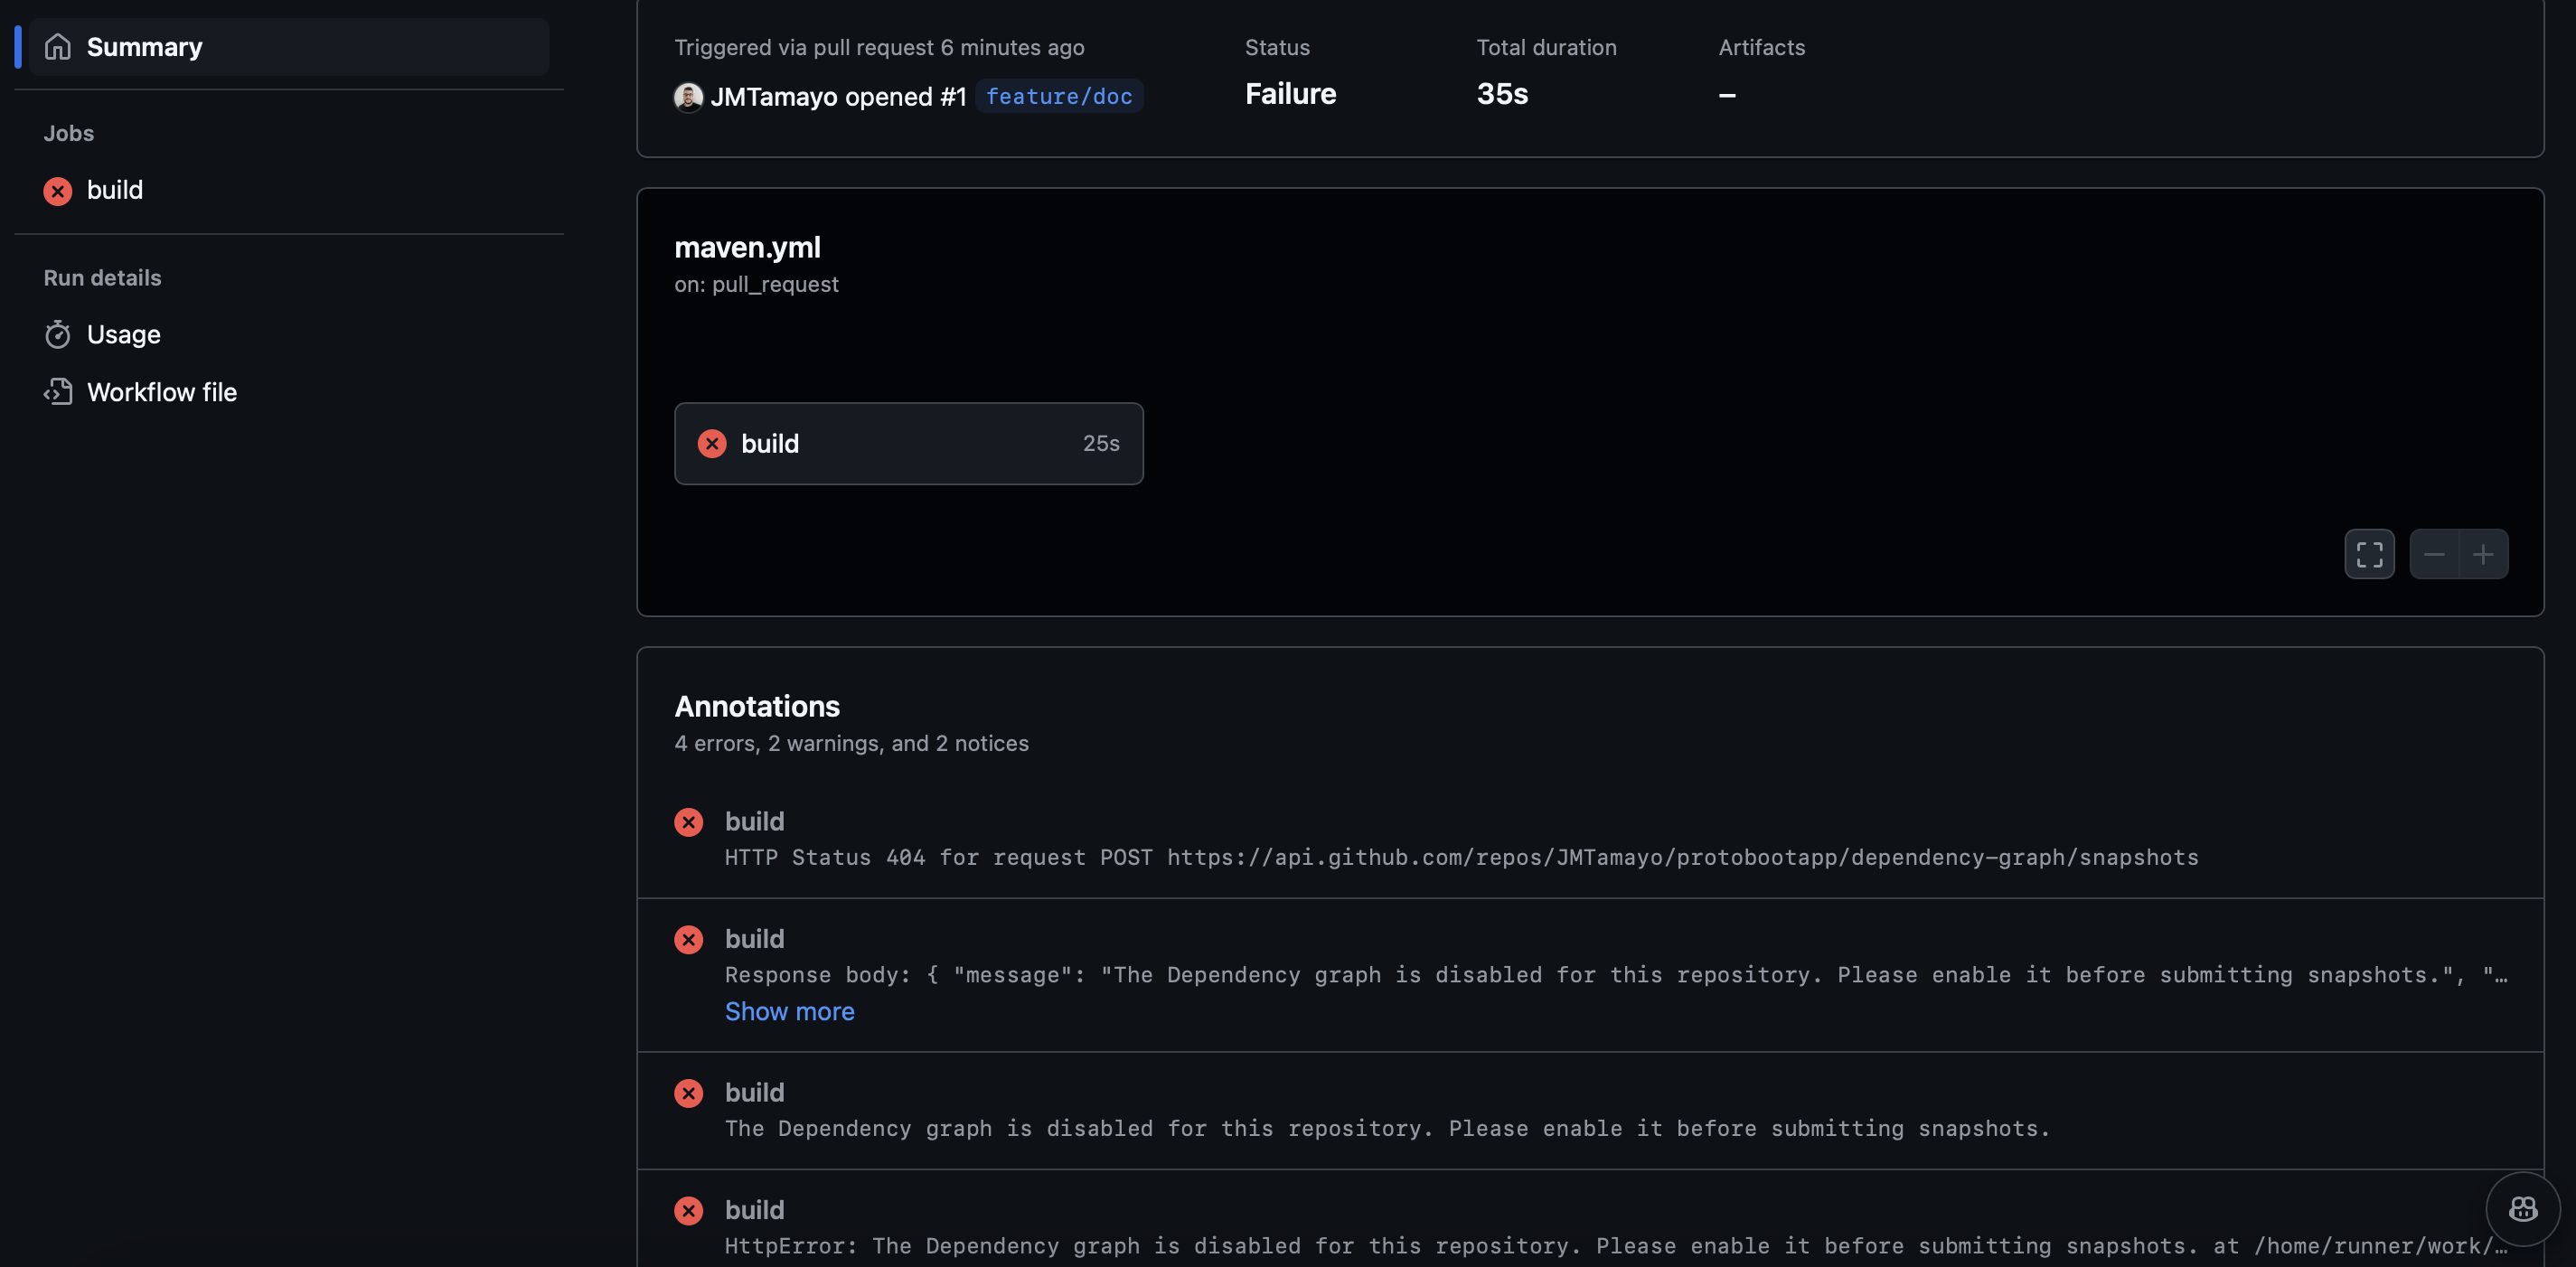 Summary
Jobs
build
Run details
Usage
Workflow file
Triggered via pull request 6 minutes ago
JMTamayo opened #1 feature/doc
Status
Failure
Total duration
35s
Artifacts
–
maven.yml
on: pull_request
build 25s
Annotations
4 errors, 2 warnings, and 2 notices
build
HTTP Status 404 for request POST https://api.github.com/repos/JMTamayo/protobootapp/dependency-graph/snapshots
build
Response body: { "message": "The Dependency graph is disabled for this repository. Please enable it before submitting snapshots.", "…
Show more
build
The Dependency graph is disabled for this repository. Please enable it before submitting snapshots.
build
HttpError: The Dependency graph is disabled for this repository. Please enable it before submitting snapshots. at /home/runner/work/…